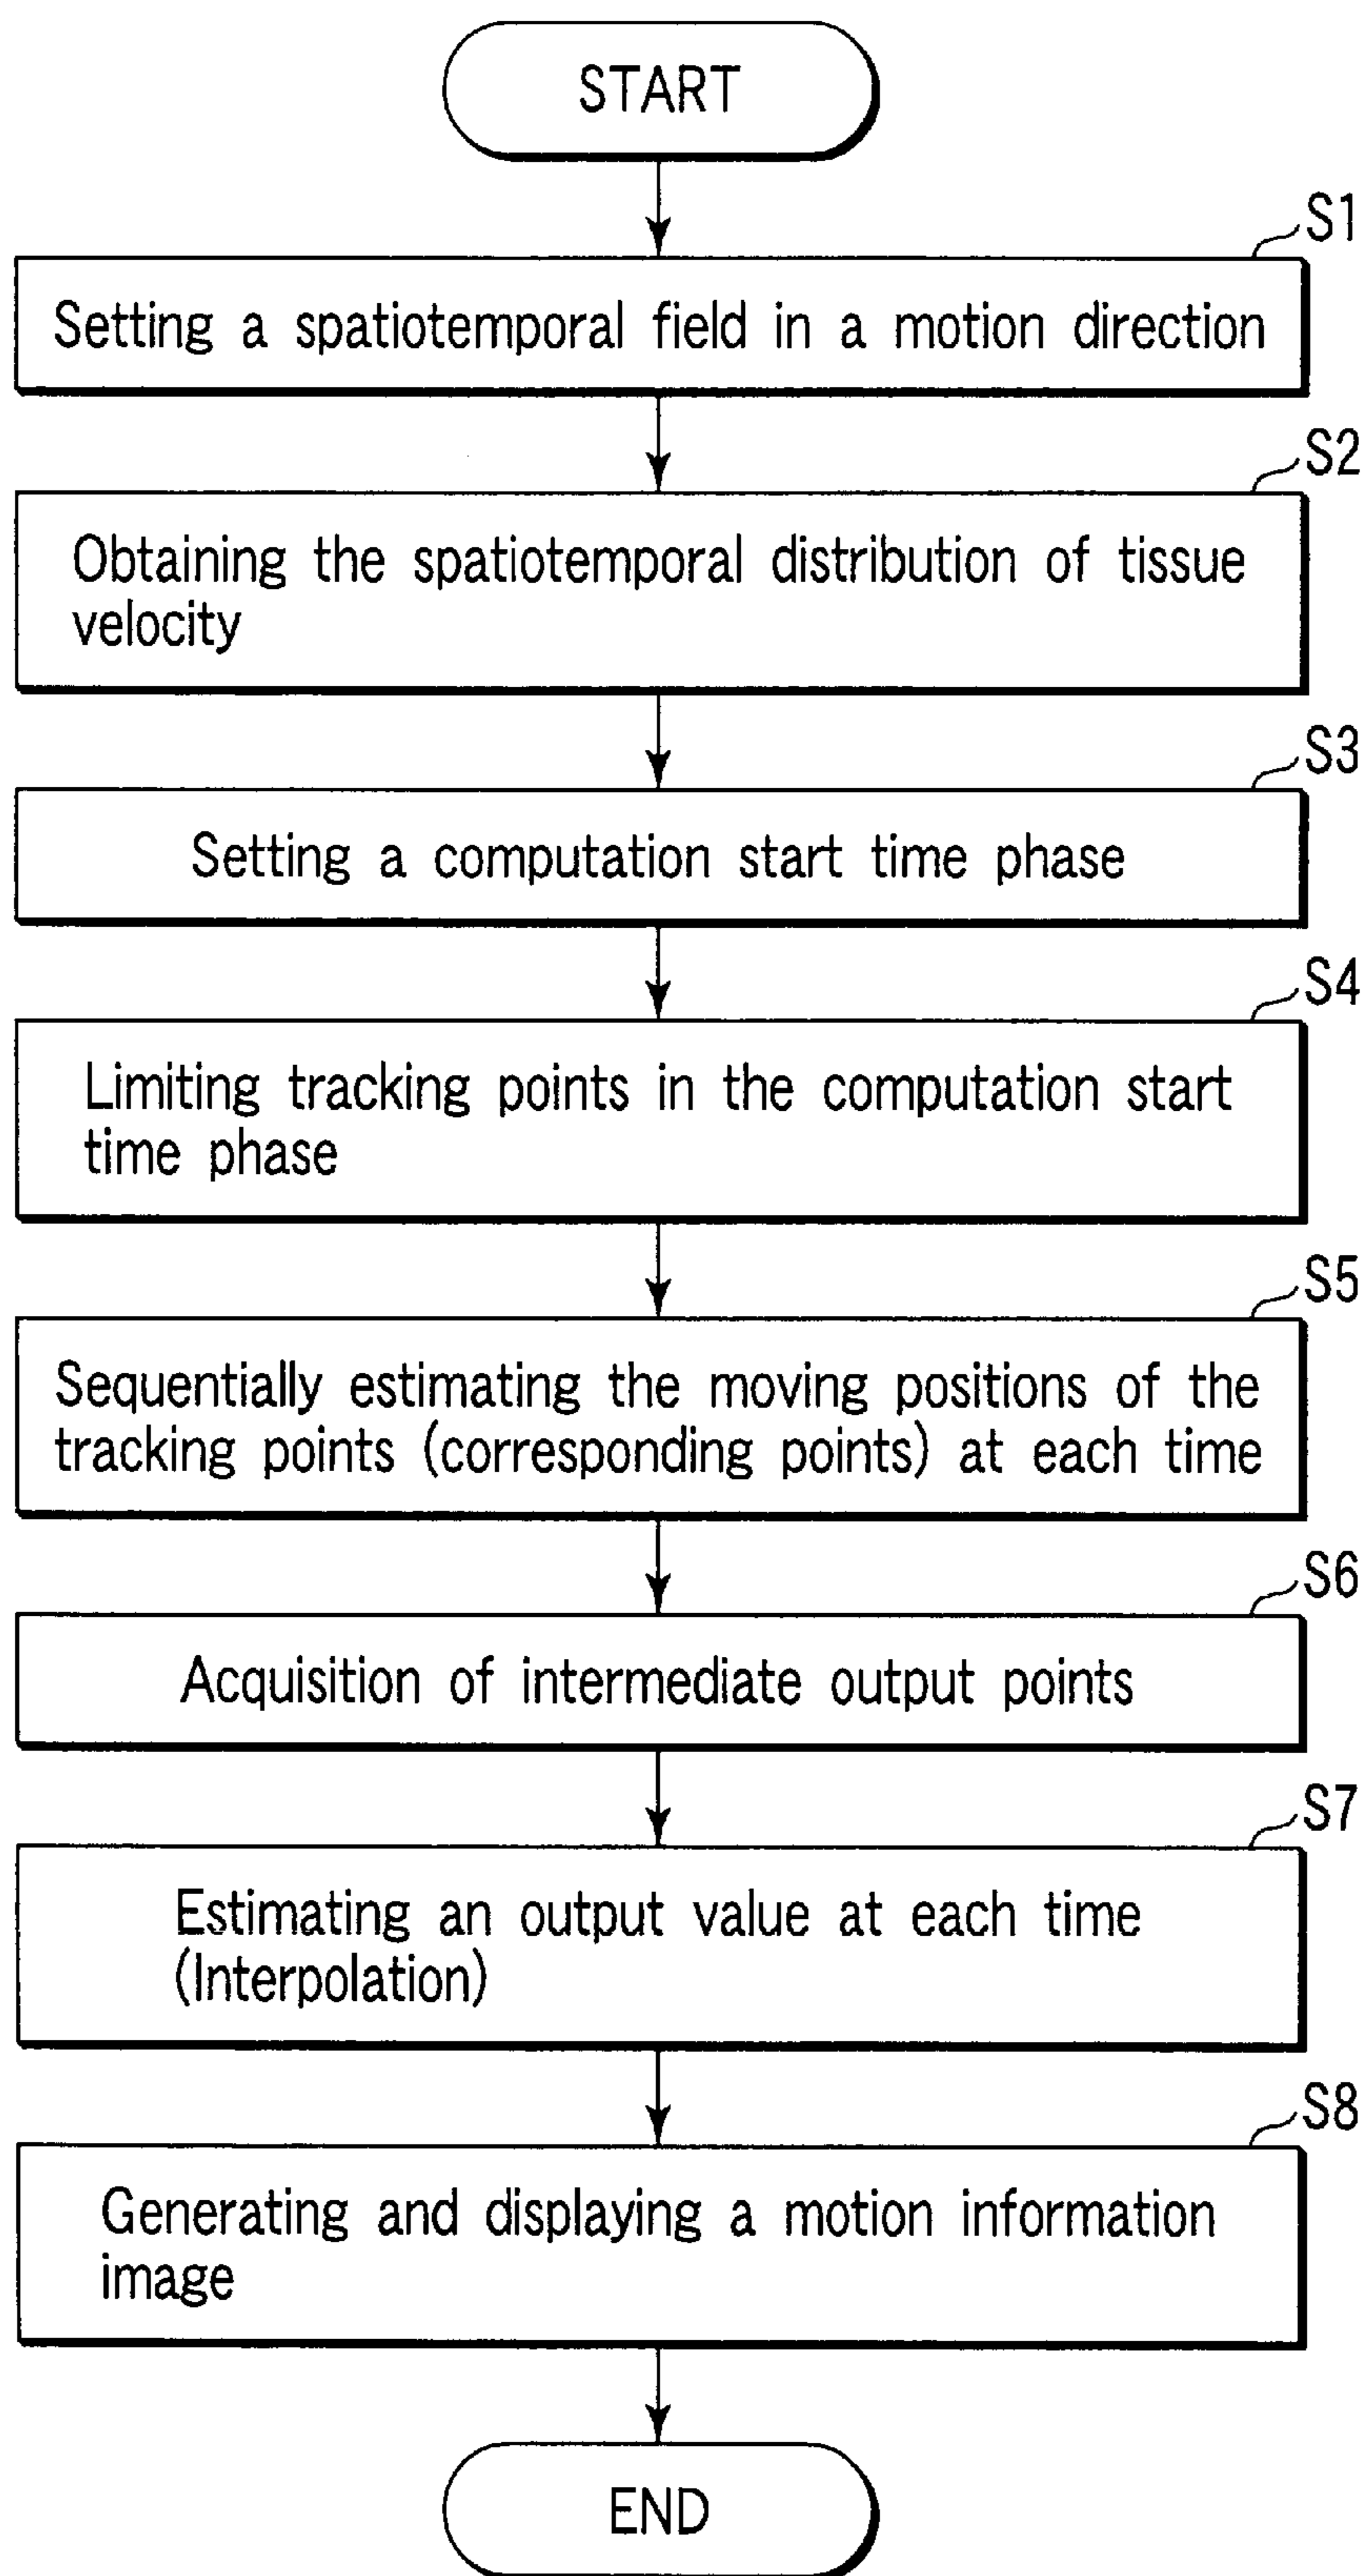 START
S1
Setting a spatiotemporal field in a motion direction
S2
Obtaining the spatiotemporal distribution of tissue
velocity
S3
Setting a computation start time phase
S4
Limiting tracking points in the computation start
time phase
S5
Sequentially estimating the moving positions of the
tracking points (corresponding points) at each time
S6
Acquisition of intermediate output points
S7
Estimating an output value at each time
(Interpolation)
S8
Generating and displaying a motion information
image
END